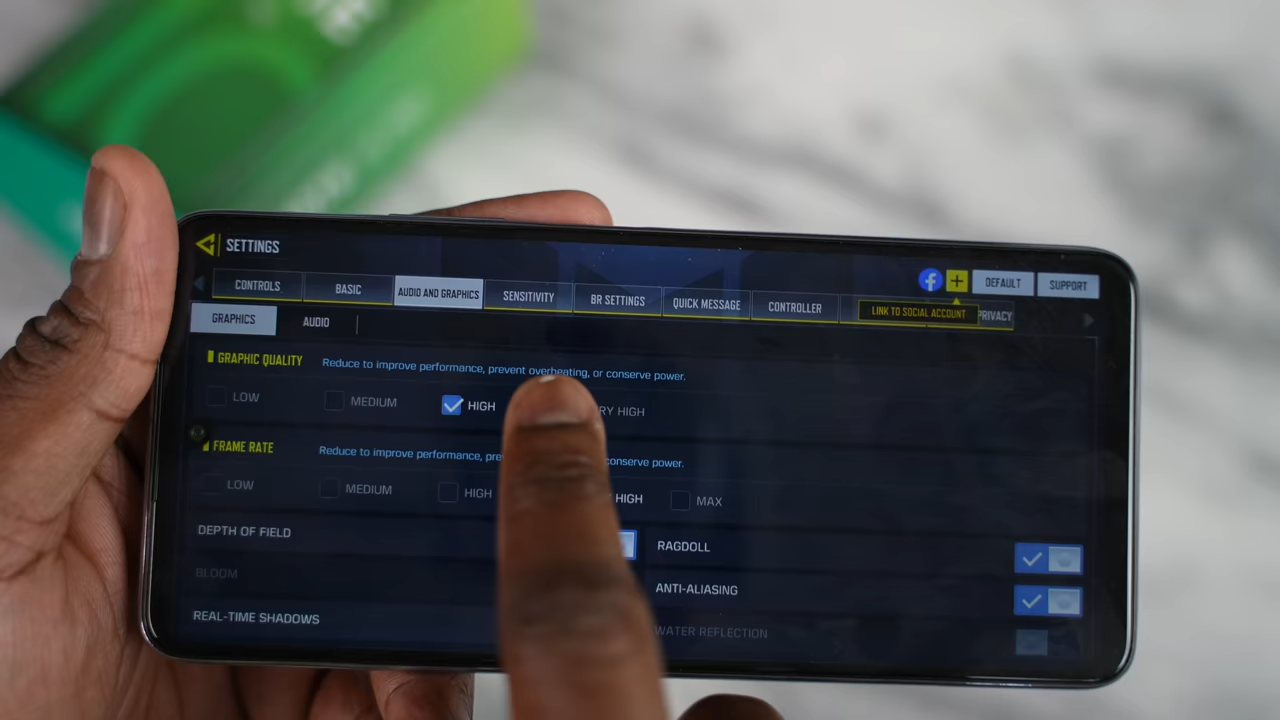 SETTINGS
DEFAULT
SUPPORT
CONTROLS
BASIC
AUDIO AND GRAPHICS
SENSITIVITY
BR SETTINGS
QUICK MESSAGE
CONTROLLER
LINK TO SOCIAL ACCOUNT
PRIVACY
GRAPHICS
AUDIO
GRAPHIC QUALITY
Reduce to improve performance, prevent overheating, or conserve power.
LOW
MEDIUM
HIGH
RY HIGH
FRAME RATE
Reduce to improve performance, pre conserve power.
LOW
MEDIUM
HIGH
HIGH
MAX
DEPTH OF FIELD
RAGDOLL
BLOOM
ANTI-ALIASING
REAL-TIME SHADOWS
WATER REFLECTION